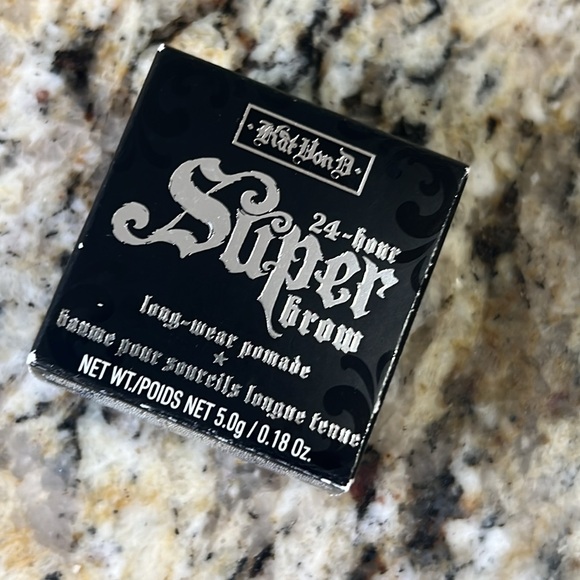 · Kat Von D ·
24-hour
Super
brow
long-wear pomade
★
baume pour sourcils longue tenue
NET WT./POIDS NET 5.0g / 0.18 Oz.